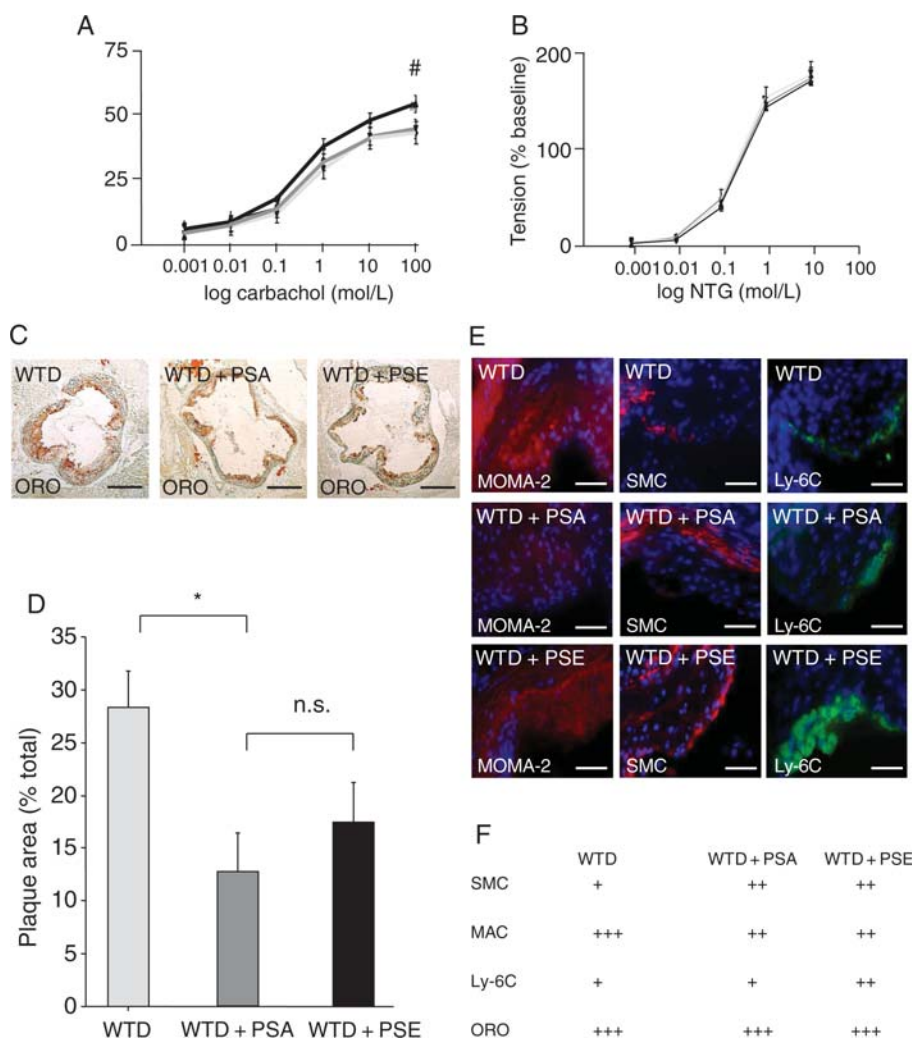 A
75
50
25
0
#
0.001 0.01 0.1 1 10 100
log carbachol (mol/L)
B
Tension (% baseline)
200
100
0
0.001 0.01 0.1 1 10 100
log NTG (mol/L)
C
WTD
ORO
WTD + PSA
ORO
WTD + PSE
ORO
D
Plaque area (% total)
35
30
25
20
15
10
5
0
*
n.s.
WTD WTD + PSA WTD + PSE
E
WTD
MOMA-2
WTD
SMC
WTD
Ly-6C
WTD + PSA
MOMA-2
WTD + PSA
SMC
WTD + PSA
Ly-6C
WTD + PSE
MOMA-2
WTD + PSE
SMC
WTD + PSE
Ly-6C
F
WTD WTD + PSA WTD + PSE
SMC + ++ ++
MAC +++ ++ ++
Ly-6C + + ++
ORO +++ +++ +++